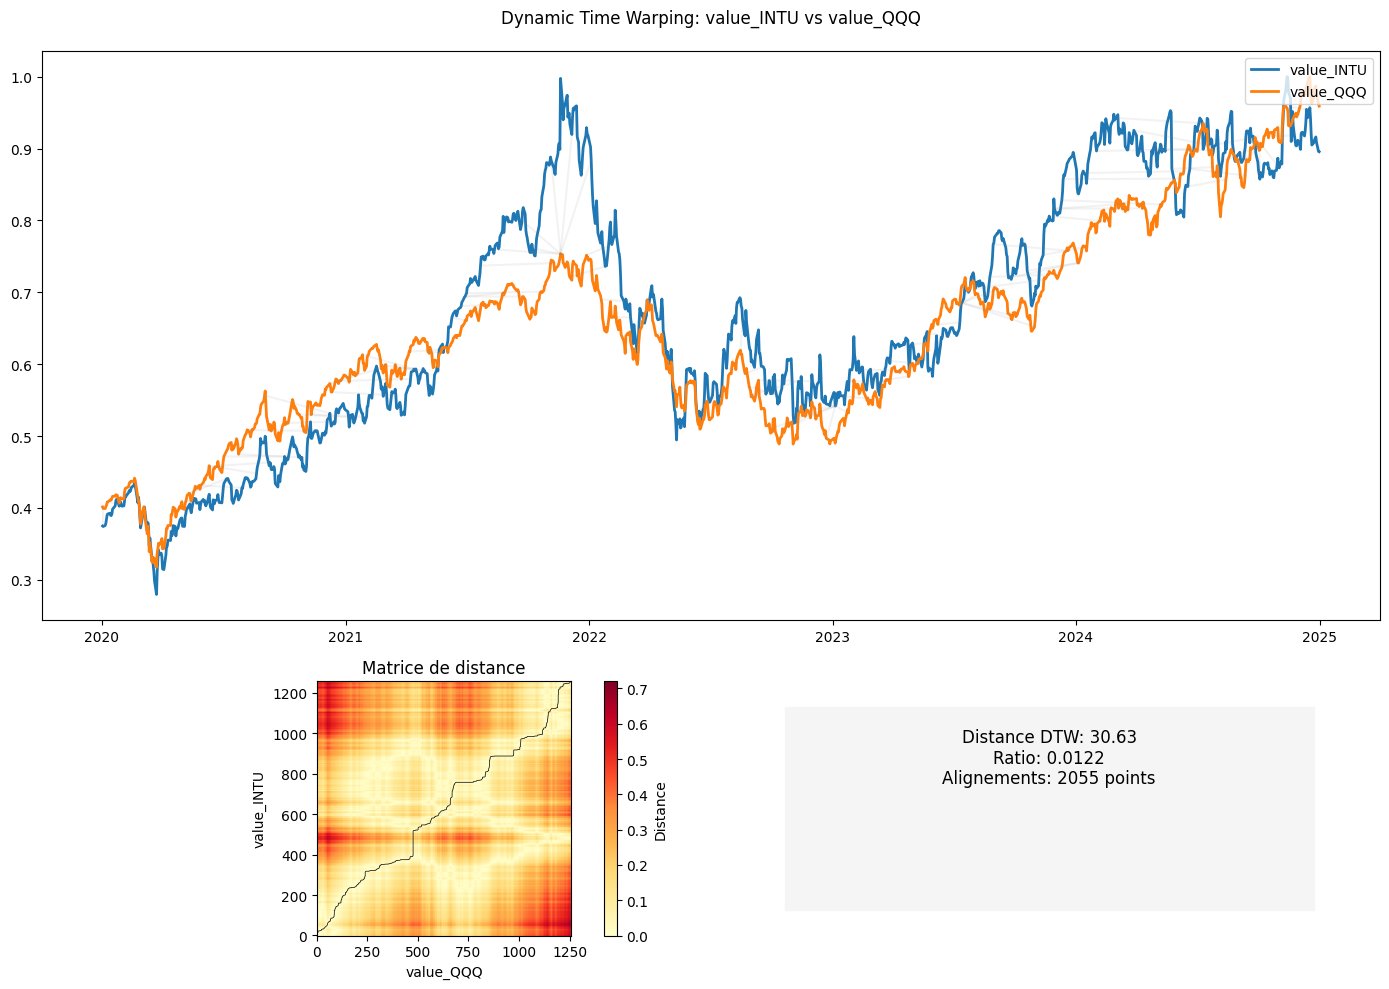 Dynamic Time Warping: value_INTU vs value_QQQ
1.0
0.9
0.8
0.7
0.6
0.5
0.4
0.3
value_INTU
value_QQQ
2020 2021 2022 2023 2024 2025
Matrice de distance
value_INTU
1200
1000
800
600
400
200
0
0 250 500 750 1000 1250
value_QQQ
0.7
0.6
0.5
0.4
0.3
0.2
0.1
0.0
Distance
Distance DTW: 30.63
Ratio: 0.0122
Alignements: 2055 points